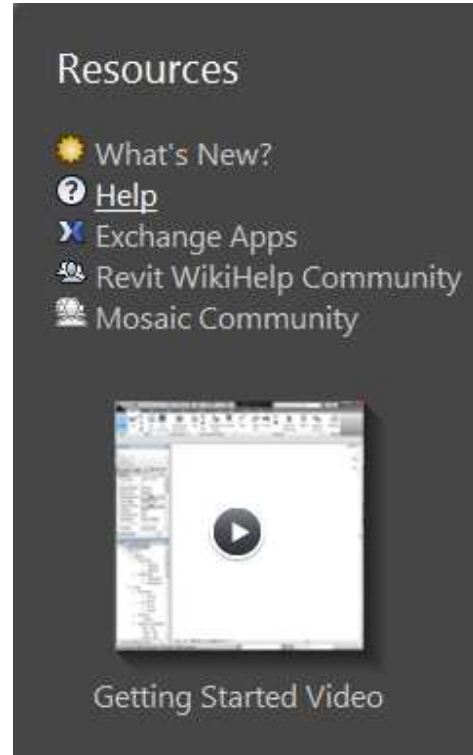 Resources
What's New?
Help
Exchange Apps
Revit WikiHelp Community
Mosaic Community
Getting Started Video